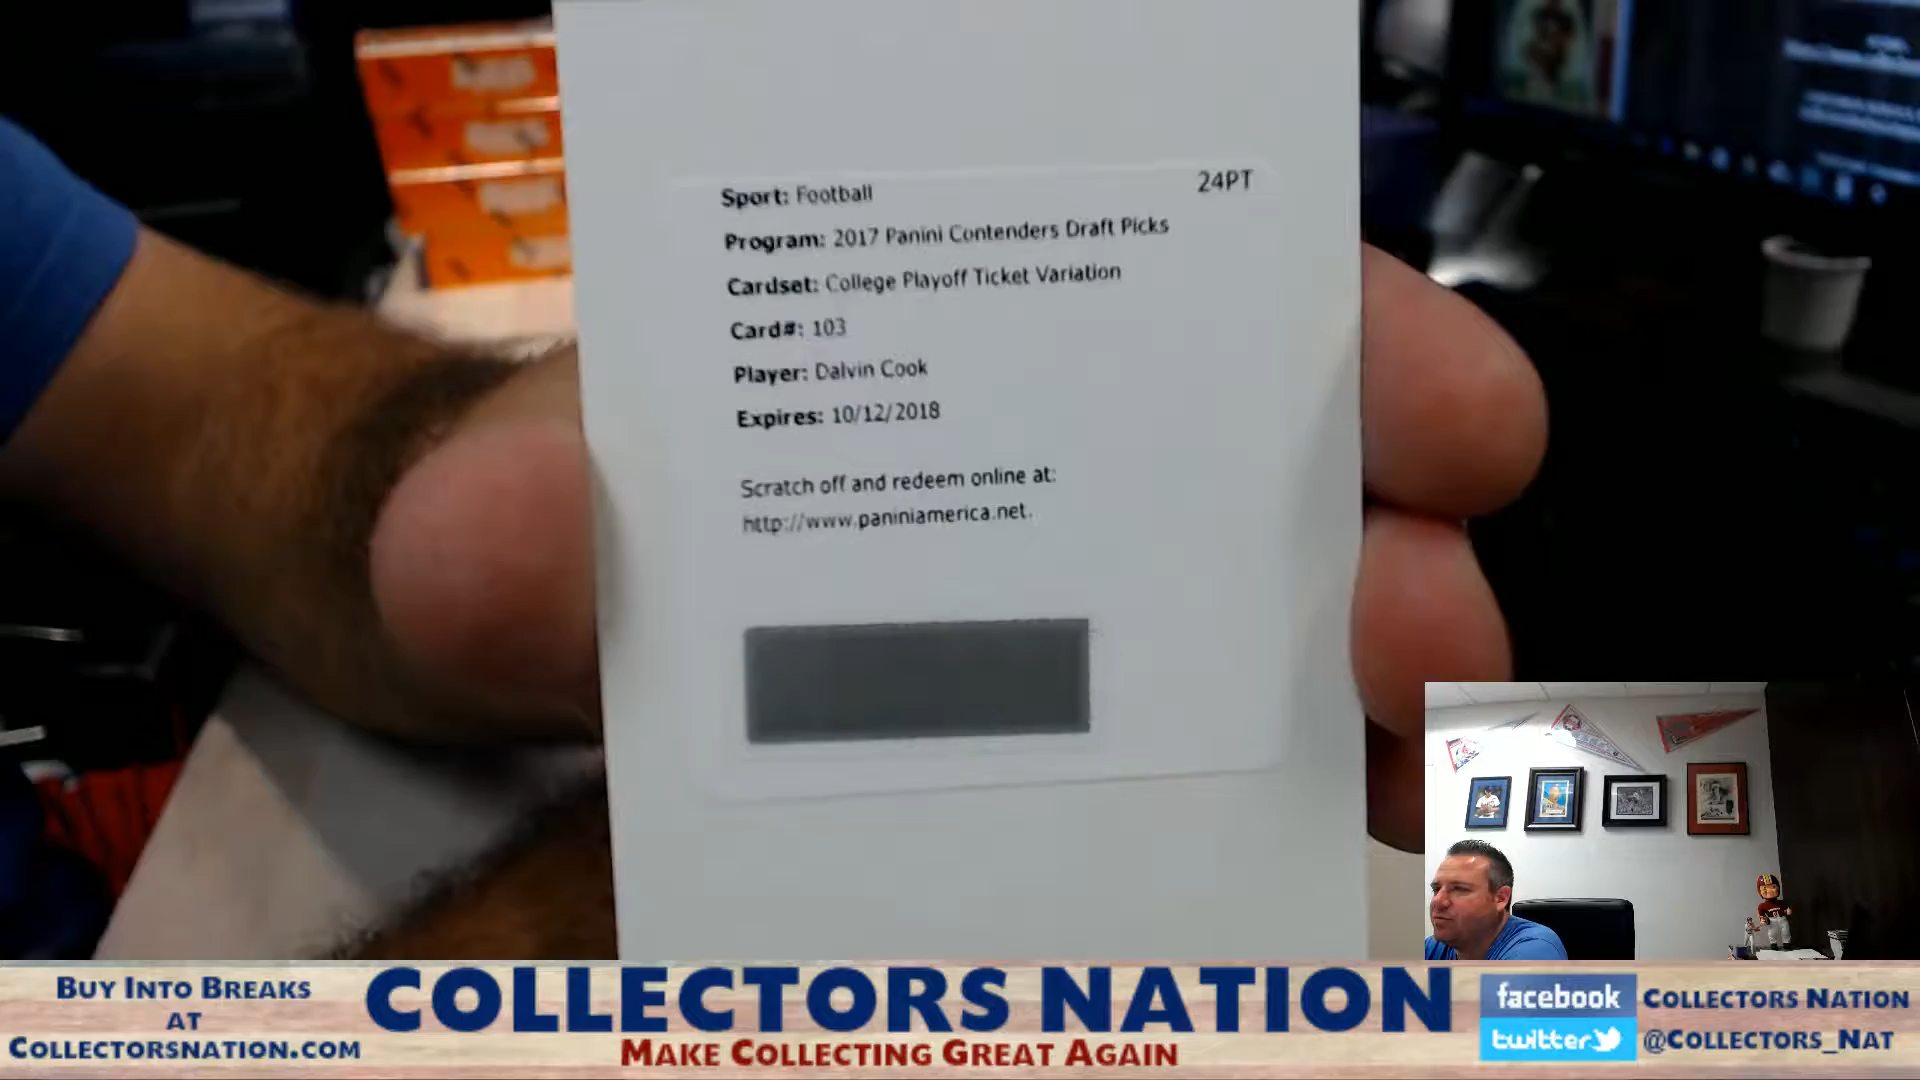 Sport: Football
24PT
Program: 2017 Panini Contenders Draft Picks
Cardset: College Playoff Ticket Variation
Card#: 103
Player: Dalvin Cook
Expires: 10/12/2018
Scratch off and redeem online at:
http://www.paniniamerica.net.
BUY INTO BREAKS
AT
COLLECTORSNATION.COM
COLLECTORS NATION
MAKE COLLECTING GREAT AGAIN
facebook COLLECTORS NATION
twitter @COLLECTORS_NAT